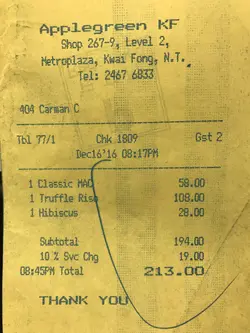 Applegreen KF
Shop 267-9, Level 2,
Metroplaza, Kwai Fong, N.T.
Tel: 2467 6833
404 Carman C
Tbl 77/1 Chk 1809 Gst 2
Dec16'16 08:17PM
1 Classic MAC 58.00
1 Truffle Riso 108.00
1 Hibiscus 28.00
Subtotal 194.00
10 % Svc Chg 19.00
08:45PM Total 213.00
THANK YOU